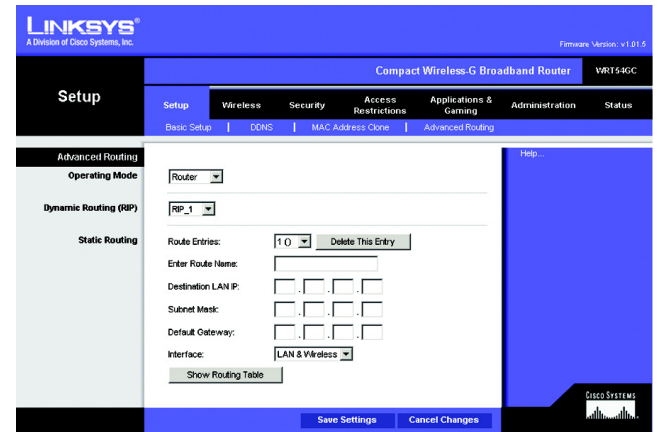 LINKSYS®
A Division of Cisco Systems, Inc.
Firmware Version: v1.01.5
Compact Wireless-G Broadband Router WRT54GC
Setup
Setup Wireless Security Access Restrictions Applications & Gaming Administration Status
Basic Setup | DDNS | MAC Address Clone | Advanced Routing
Advanced Routing
Help...
Operating Mode Router
Dynamic Routing (RIP) RIP_1
Static Routing
Route Entries: 10 Delete This Entry
Enter Route Name:
Destination LAN IP: . . .
Subnet Mask: . . .
Default Gateway: . . .
Interface: LAN & Wireless
Show Routing Table
CISCO SYSTEMS
Save Settings Cancel Changes